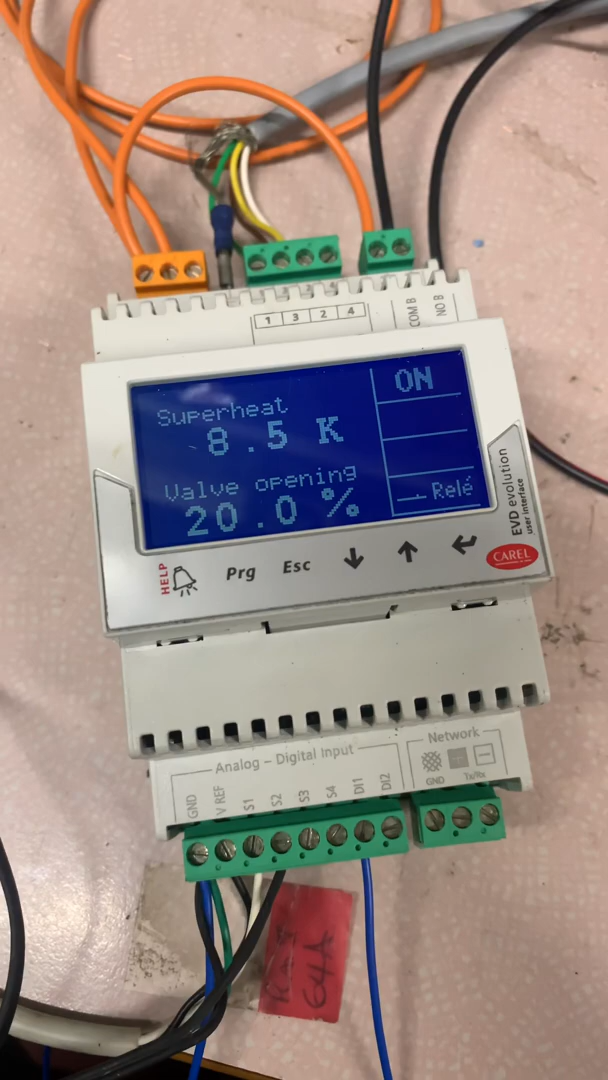 1 3 2 4
COM B
NO B
ON
Superheat
8.5 K
Valve opening
20.0 %
Relé
EVD evolution
user interface
HELP
Prg
Esc
CAREL
Analog – Digital Input
Network
GND
V REF
S1
S2
S3
S4
DI1
DI2
GND
Tx/Rx
64A